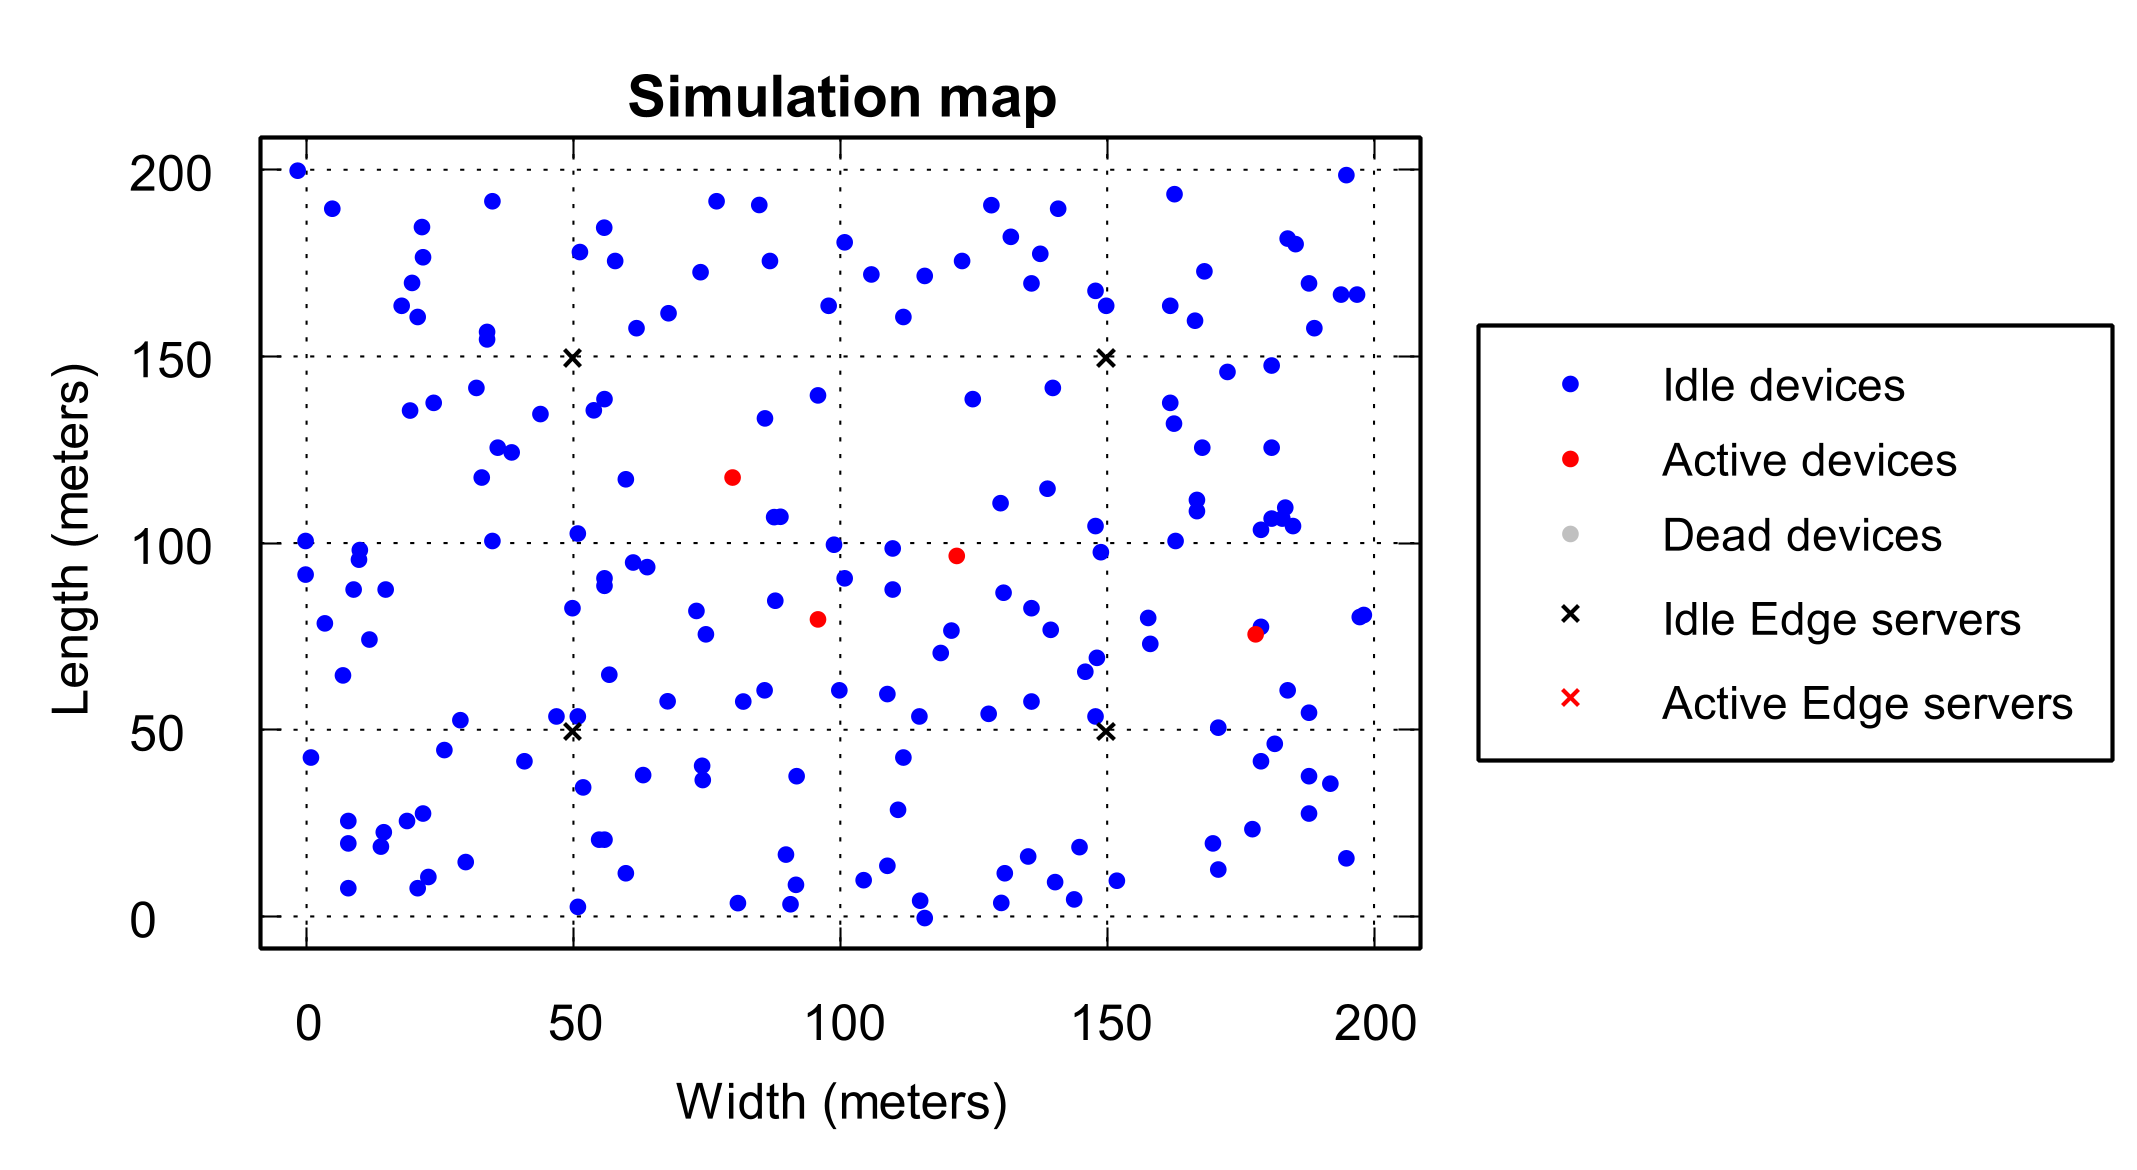 Simulation map
200
150
100
50
0
Length (meters)
0 50 100 150 200
Width (meters)
Idle devices
Active devices
Dead devices
Idle Edge servers
Active Edge servers